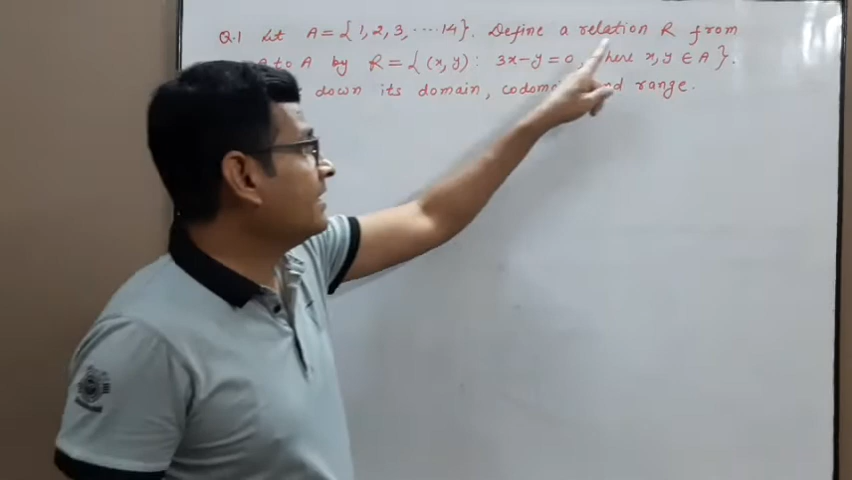 Q.1 Let A = {1, 2, 3, ....14}. Define a relation R from
to A by R = {(x, y) : 3x - y = 0, where x, y ∈ A}.
down its domain, codomain and range.